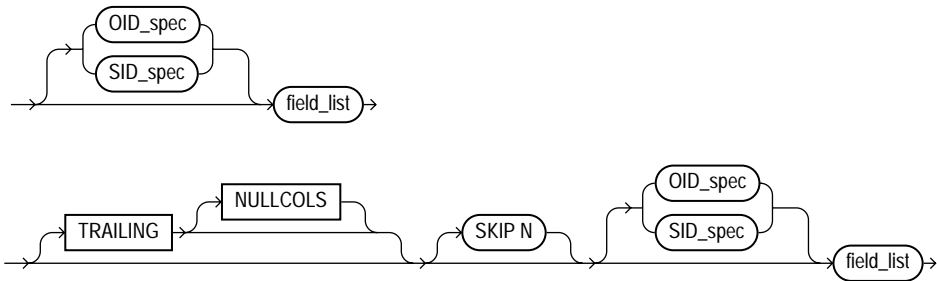 OID_spec
SID_spec
field_list
NULLCOLS
OID_spec
TRAILING
SKIP N
SID_spec
field_list